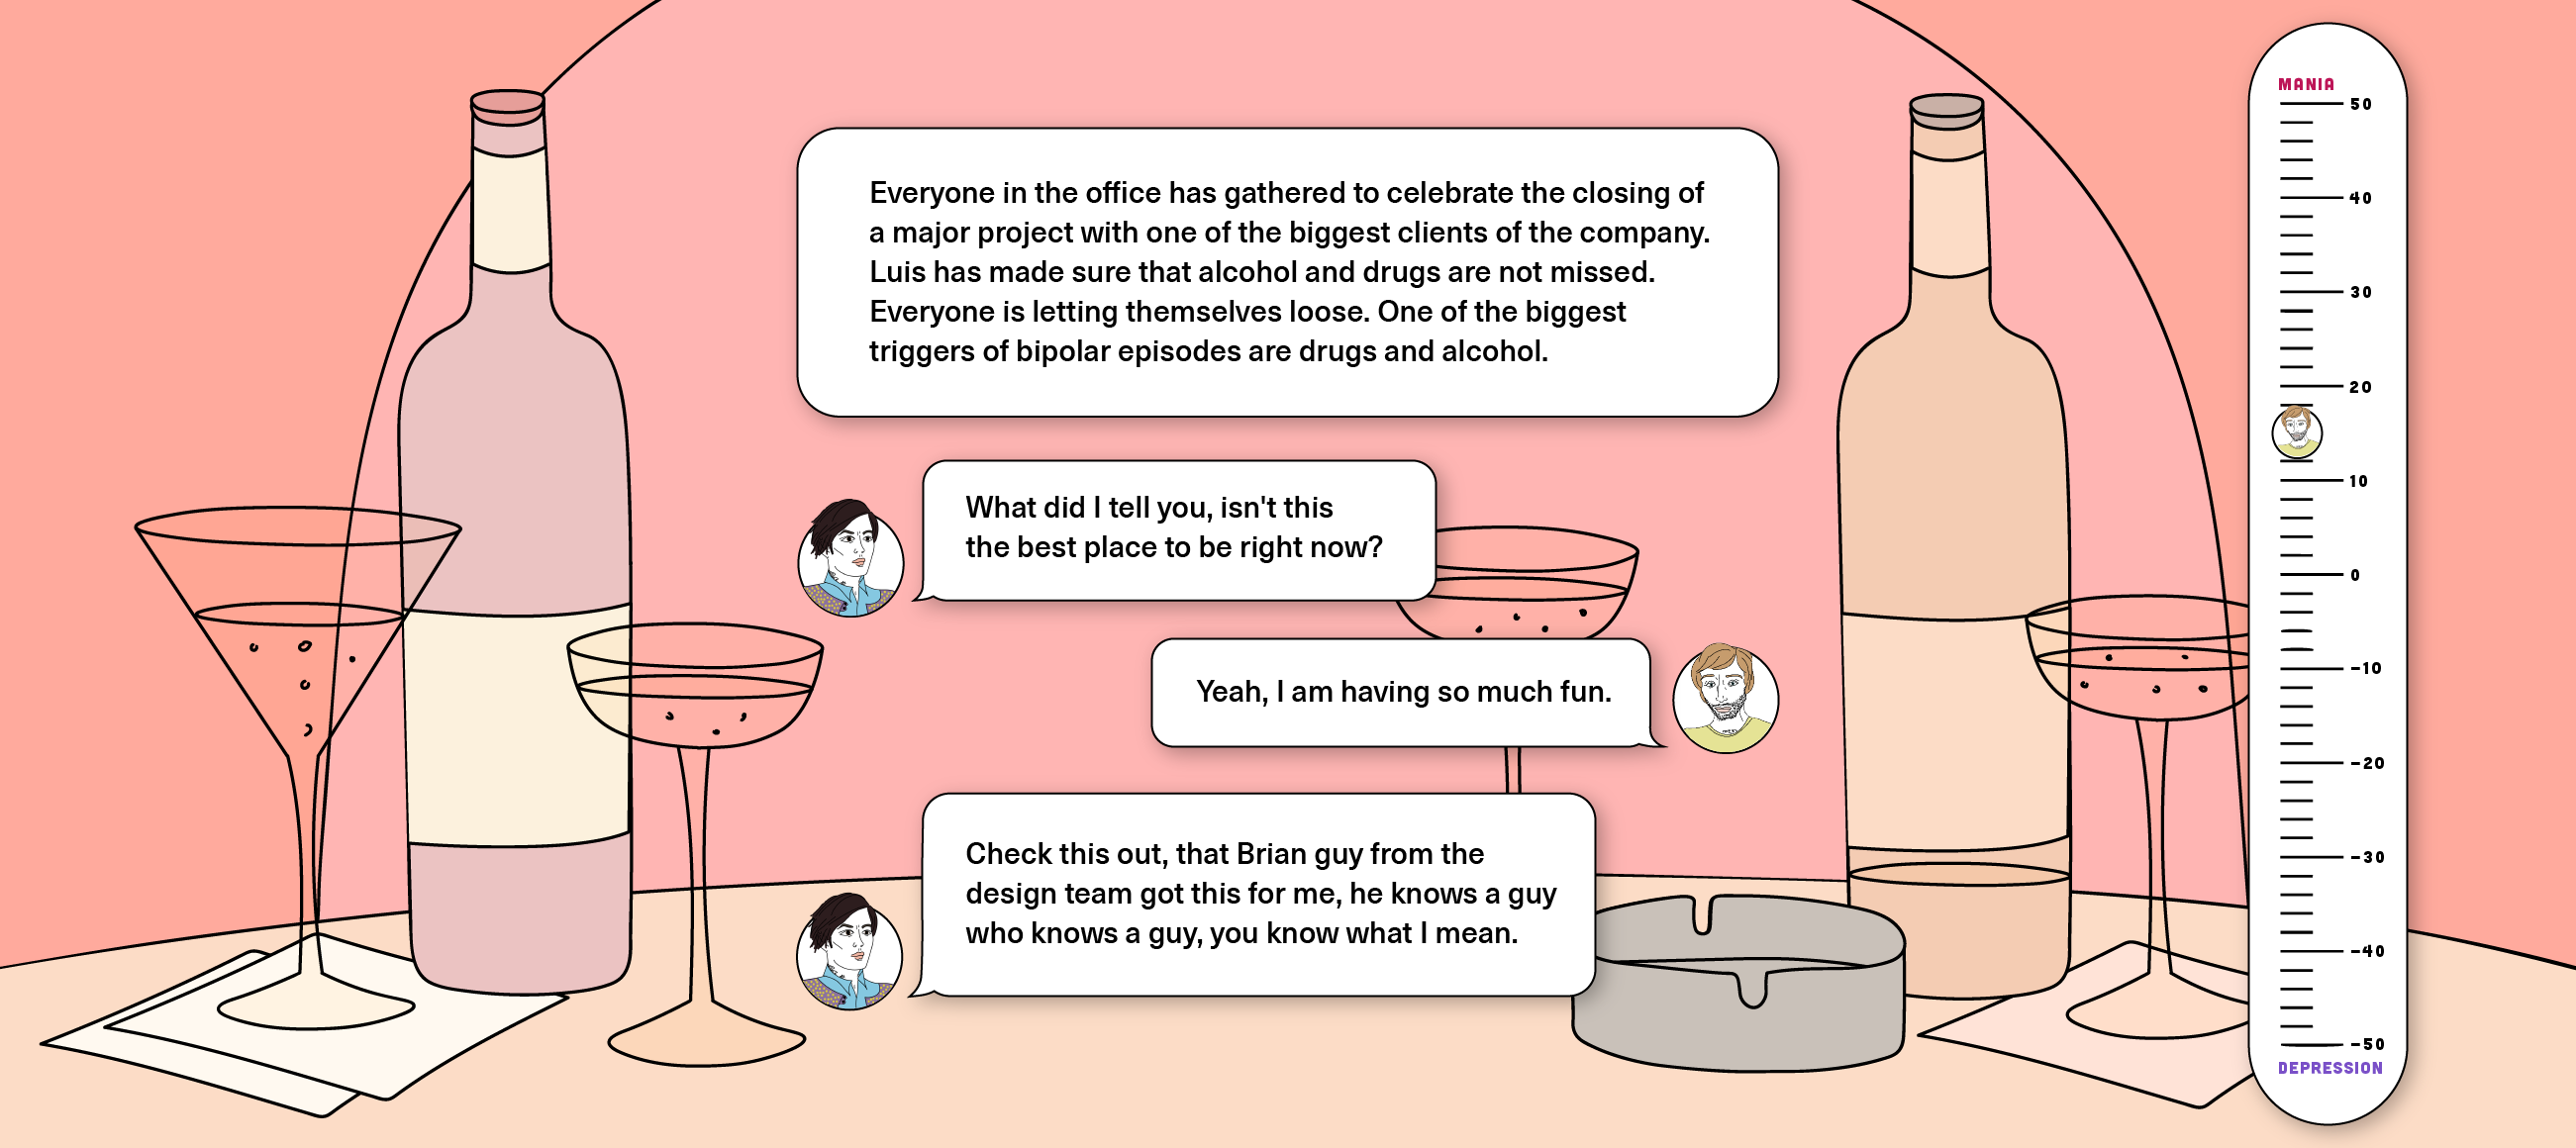 Everyone in the office has gathered to celebrate the closing of
a major project with one of the biggest clients of the company.
Luis has made sure that alcohol and drugs are not missed.
Everyone is letting themselves loose. One of the biggest
triggers of bipolar episodes are drugs and alcohol.
What did I tell you, isn't this
the best place to be right now?
Yeah, I am having so much fun.
Check this out, that Brian guy from the
design team got this for me, he knows a guy
who knows a guy, you know what I mean.
MANIA
50
40
30
20
10
0
-10
-20
-30
-40
-50
DEPRESSION